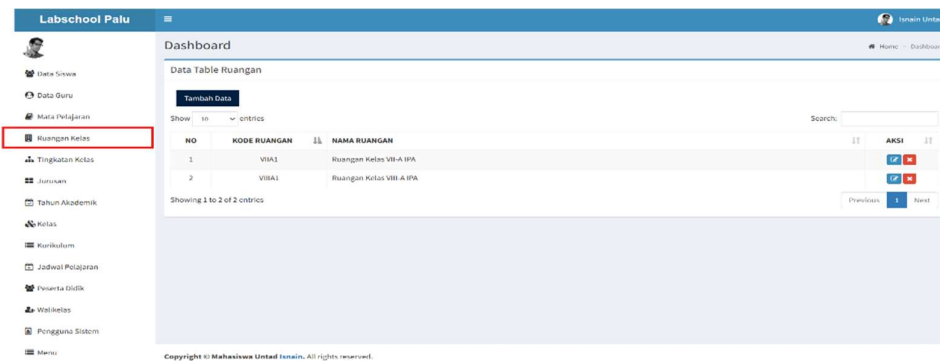 Labschool Palu
Isnain Unta
Dashboard
Home
Dashboar
Data Siswa
Data Guru
Mata Pelajaran
Ruangan Kelas
Tingkatan Kelas
Jurusan
Tahun Akademik
Kelas
Kurikulum
Jadwal Pelajaran
Peserta Didik
Walikelas
Pengguna Sistem
Menu
Data Table Ruangan
Tambah Data
Show 10 entries
Search:
NO KODE RUANGAN NAMA RUANGAN AKSI
1 VIIA1 Ruangan Kelas VII-A IPA
2 VIIIA1 Ruangan Kelas VIII-A IPA
Showing 1 to 2 of 2 entries
Previous 1 Next
Copyright © Mahasiswa Untad Isnain. All rights reserved.